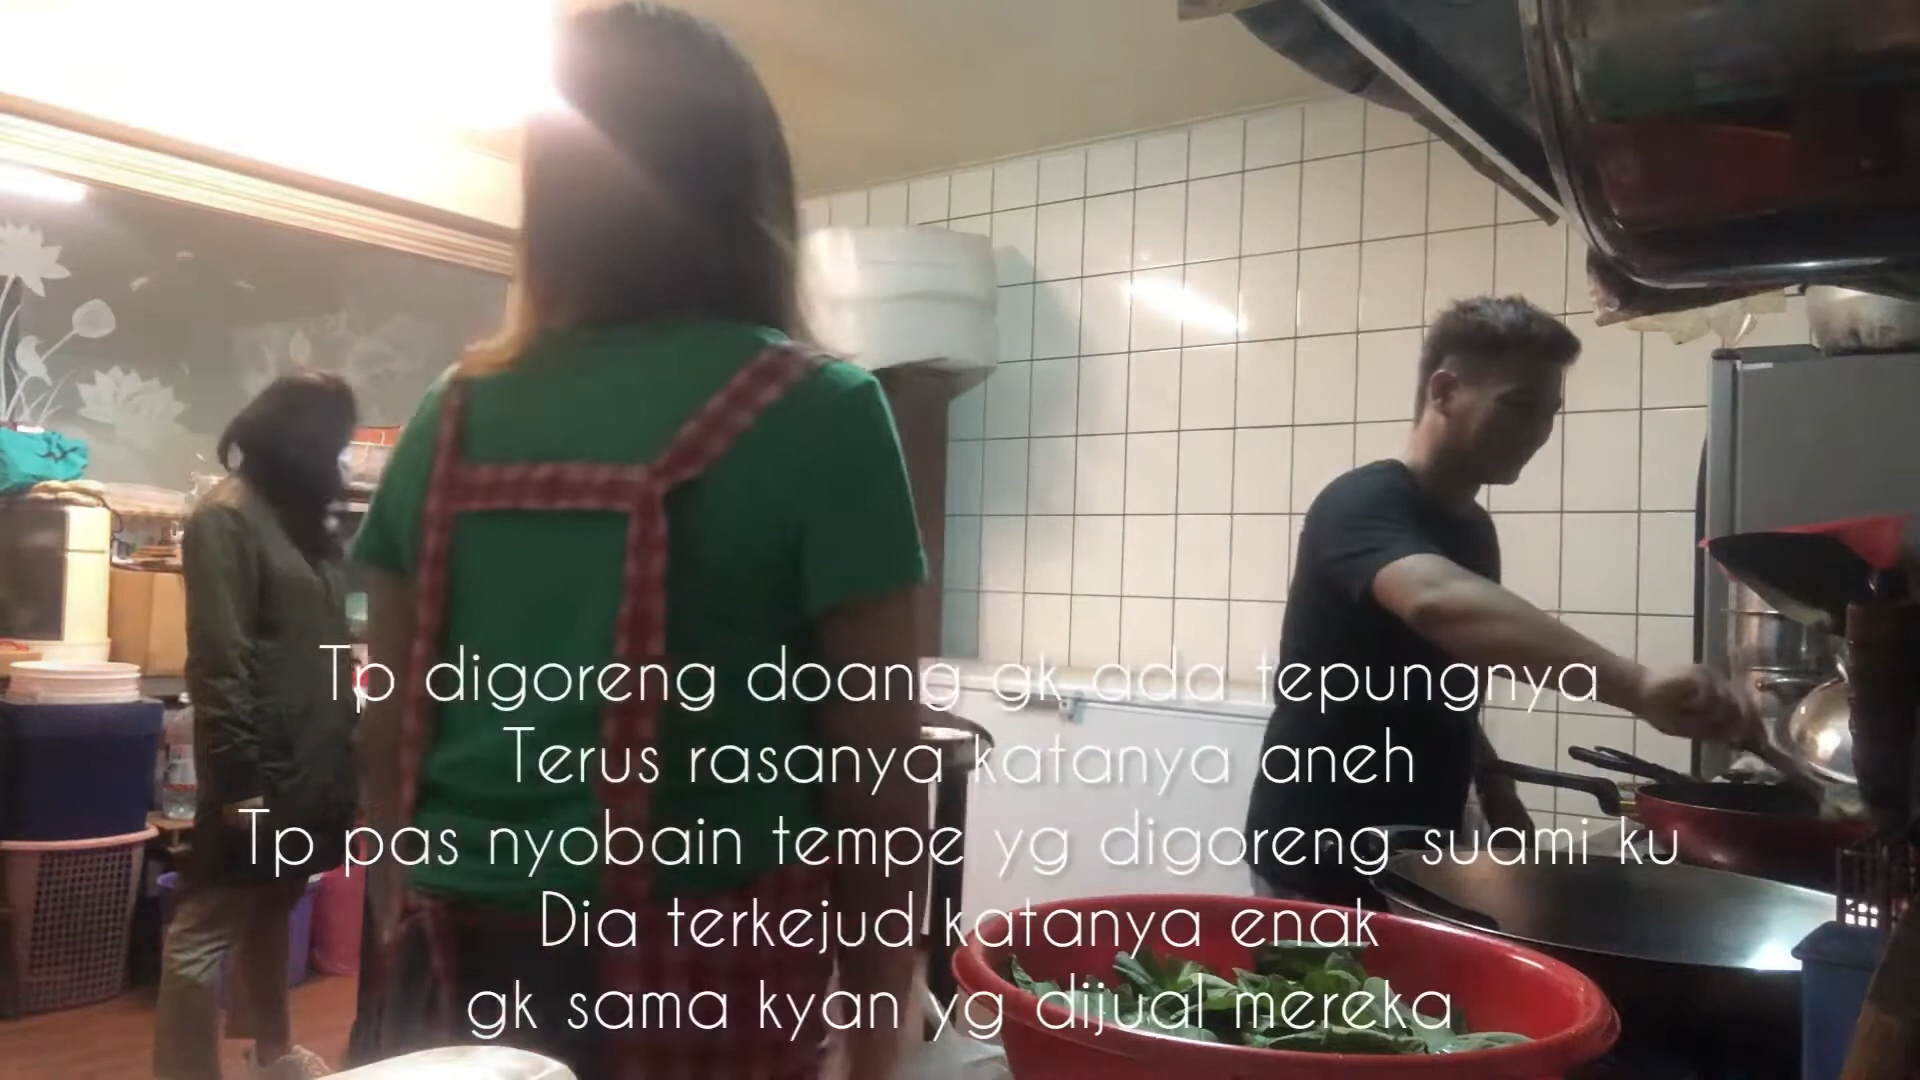 Tp digoreng doang gk ada tepungnya
Terus rasanya katanya aneh
Tp pas nyobain tempe yg digoreng suami ku
Dia terkejud katanya enak
gk sama kyan yg dijual mereka